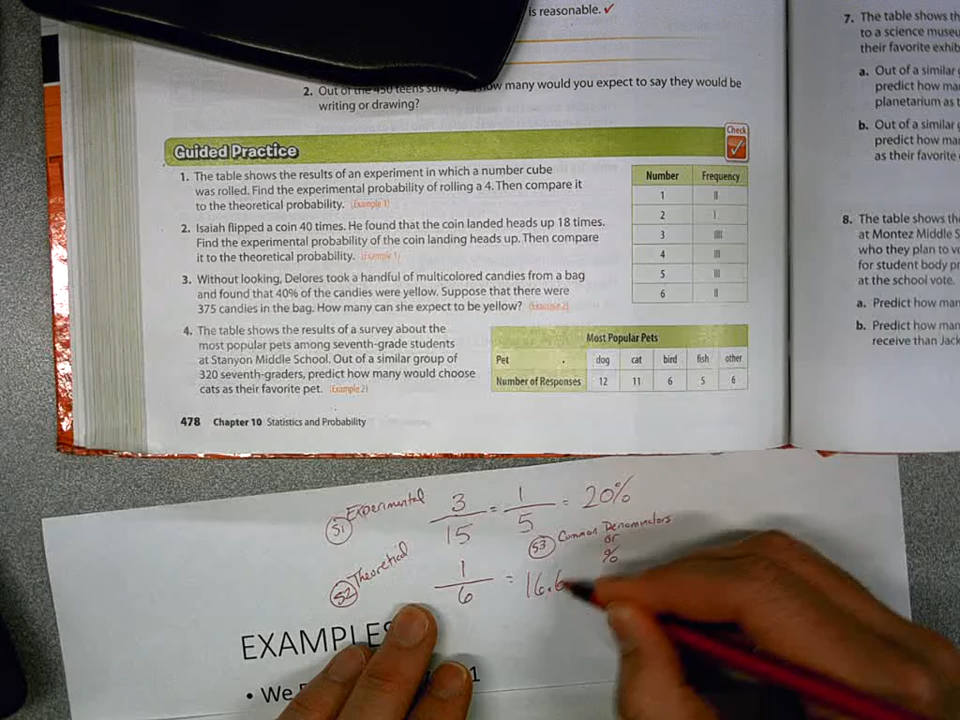 is reasonable. ✓
2. Out of the 450 teens how many would you expect to say they would be
writing or drawing?
Guided Practice
Check
1. The table shows the results of an experiment in which a number cube
was rolled. Find the experimental probability of rolling a 4. Then compare it
to the theoretical probability. (Example 1)
2. Isaiah flipped a coin 40 times. He found that the coin landed heads up 18 times.
Find the experimental probability of the coin landing heads up. Then compare
it to the theoretical probability. (Example 1)
3. Without looking, Delores took a handful of multicolored candies from a bag
and found that 40% of the candies were yellow. Suppose that there were
375 candies in the bag. How many can she expect to be yellow? (Example 2)
4. The table shows the results of a survey about the
most popular pets among seventh-grade students
at Stanyon Middle School. Out of a similar group of
320 seventh-graders, predict how many would choose
cats as their favorite pet. (Example 2)
Number Frequency
1 ||
2 |
3 ||||
4 |||
5 |||
6 ||
Most Popular Pets
Pet dog cat bird fish other
Number of Responses 12 11 6 5 6
478 Chapter 10 Statistics and Probability
7. The table shows th
to a science museu
their favorite exhib
a. Out of a similar
predict how ma
planetarium as t
b. Out of a similar
predict how ma
as their favorite
8. The table shows the
at Montez Middle S
who they plan to vo
for student body p
at the school vote.
a. Predict how man
b. Predict how man
receive than Jack
S1 Experimental 3/15 = 1/5 = 20%
S3 Common Denominators
or
%
S2 Theoretical 1/6 = 16.6
EXAMPLES
• We 1